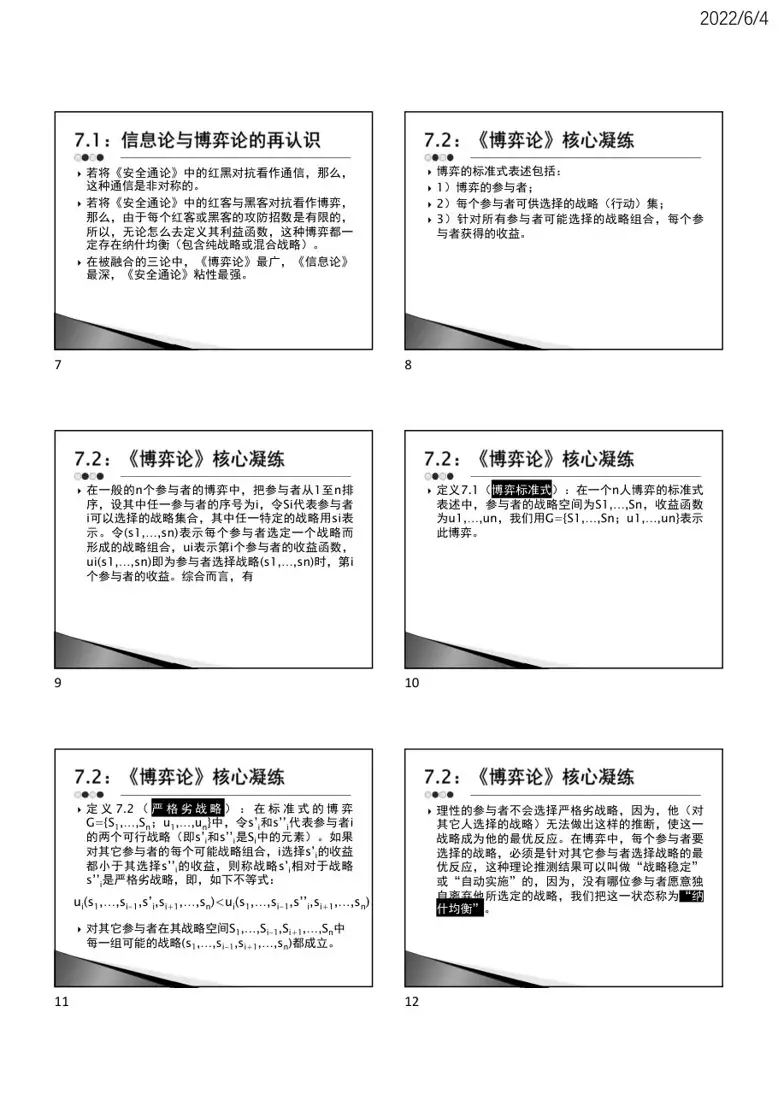 2022/6/4
7.1：信息论与博弈论的再认识
若将《安全通论》中的红黑对抗看作通信，那么，
这种通信是非对称的。
若将《安全通论》中的红客与黑客对抗看作博弈，
那么，由于每个红客或黑客的攻防招数是有限的，
所以，无论怎么去定义其利益函数，这种博弈都一
定存在纳什均衡（包含纯战略或混合战略）。
在被融合的三论中，《博弈论》最广，《信息论》
最深，《安全通论》粘性最强。
7
7.2：《博弈论》核心凝练
博弈的标准式表述包括：
1）博弈的参与者；
2）每个参与者可供选择的战略（行动）集；
3）针对所有参与者可能选择的战略组合，每个参
与者获得的收益。
8
7.2：《博弈论》核心凝练
在一般的n个参与者的博弈中，把参与者从1至n排
序，设其中任一参与者的序号为i，令Si代表参与者
i可以选择的战略集合，其中任一特定的战略用si表
示。令(s1,…,sn)表示每个参与者选定一个战略而
形成的战略组合，ui表示第i个参与者的收益函数，
ui(s1,…,sn)即为参与者选择战略(s1,…,sn)时，第i
个参与者的收益。综合而言，有
9
7.2：《博弈论》核心凝练
定义7.1（博弈标准式）：在一个n人博弈的标准式
表述中，参与者的战略空间为S1,…,Sn，收益函数
为u1,…,un，我们用G={S1,…,Sn；u1,…,un}表示
此博弈。
10
7.2：《博弈论》核心凝练
定义7.2（严格劣战略）：在标准式的博弈
G={S₁,…,Sₙ；u₁,…,uₙ}中，令s'ᵢ和s''ᵢ代表参与者i
的两个可行战略（即s'ᵢ和s''ᵢ是Sᵢ中的元素）。如果
对其它参与者的每个可能战略组合，i选择s'ᵢ的收益
都小于其选择s''ᵢ的收益，则称战略s'ᵢ相对于战略
s''ᵢ是严格劣战略，即，如下不等式：
uᵢ(s₁,…,sᵢ₋₁,s'ᵢ,sᵢ₊₁,…,sₙ)<uᵢ(s₁,…,sᵢ₋₁,s''ᵢ,sᵢ₊₁,…,sₙ)
对其它参与者在其战略空间S₁,…,Sᵢ₋₁,Sᵢ₊₁,…,Sₙ中
每一组可能的战略(s₁,…,sᵢ₋₁,sᵢ₊₁,…,sₙ)都成立。
11
7.2：《博弈论》核心凝练
理性的参与者不会选择严格劣战略，因为，他（对
其它人选择的战略）无法做出这样的推断，使这一
战略成为他的最优反应。在博弈中，每个参与者要
选择的战略，必须是针对其它参与者选择战略的最
优反应，这种理论推测结果可以叫做“战略稳定”
或“自动实施”的，因为，没有哪位参与者愿意独
自离弃他所选定的战略，我们把这一状态称为“纳
什均衡”。
12